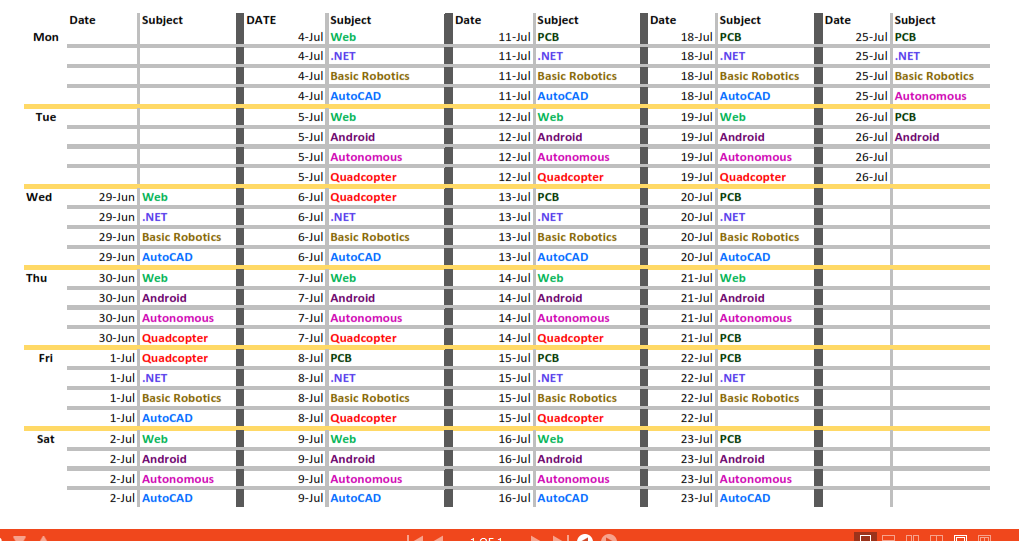 Date Subject DATE Subject Date Subject Date Subject Date Subject
Mon 4-Jul Web 11-Jul PCB 18-Jul PCB 25-Jul PCB
4-Jul .NET 11-Jul .NET 18-Jul .NET 25-Jul .NET
4-Jul Basic Robotics 11-Jul Basic Robotics 18-Jul Basic Robotics 25-Jul Basic Robotics
4-Jul AutoCAD 11-Jul AutoCAD 18-Jul AutoCAD 25-Jul Autonomous
Tue 5-Jul Web 12-Jul Web 19-Jul Web 26-Jul PCB
5-Jul Android 12-Jul Android 19-Jul Android 26-Jul Android
5-Jul Autonomous 12-Jul Autonomous 19-Jul Autonomous 26-Jul
5-Jul Quadcopter 12-Jul Quadcopter 19-Jul Quadcopter 26-Jul
Wed 29-Jun Web 6-Jul Quadcopter 13-Jul PCB 20-Jul PCB
29-Jun .NET 6-Jul .NET 13-Jul .NET 20-Jul .NET
29-Jun Basic Robotics 6-Jul Basic Robotics 13-Jul Basic Robotics 20-Jul Basic Robotics
29-Jun AutoCAD 6-Jul AutoCAD 13-Jul AutoCAD 20-Jul AutoCAD
Thu 30-Jun Web 7-Jul Web 14-Jul Web 21-Jul Web
30-Jun Android 7-Jul Android 14-Jul Android 21-Jul Android
30-Jun Autonomous 7-Jul Autonomous 14-Jul Autonomous 21-Jul Autonomous
30-Jun Quadcopter 7-Jul Quadcopter 14-Jul Quadcopter 21-Jul PCB
Fri 1-Jul Quadcopter 8-Jul PCB 15-Jul PCB 22-Jul PCB
1-Jul .NET 8-Jul .NET 15-Jul .NET 22-Jul .NET
1-Jul Basic Robotics 8-Jul Basic Robotics 15-Jul Basic Robotics 22-Jul Basic Robotics
1-Jul AutoCAD 8-Jul Quadcopter 15-Jul Quadcopter 22-Jul
Sat 2-Jul Web 9-Jul Web 16-Jul Web 23-Jul PCB
2-Jul Android 9-Jul Android 16-Jul Android 23-Jul Android
2-Jul Autonomous 9-Jul Autonomous 16-Jul Autonomous 23-Jul Autonomous
2-Jul AutoCAD 9-Jul AutoCAD 16-Jul AutoCAD 23-Jul AutoCAD